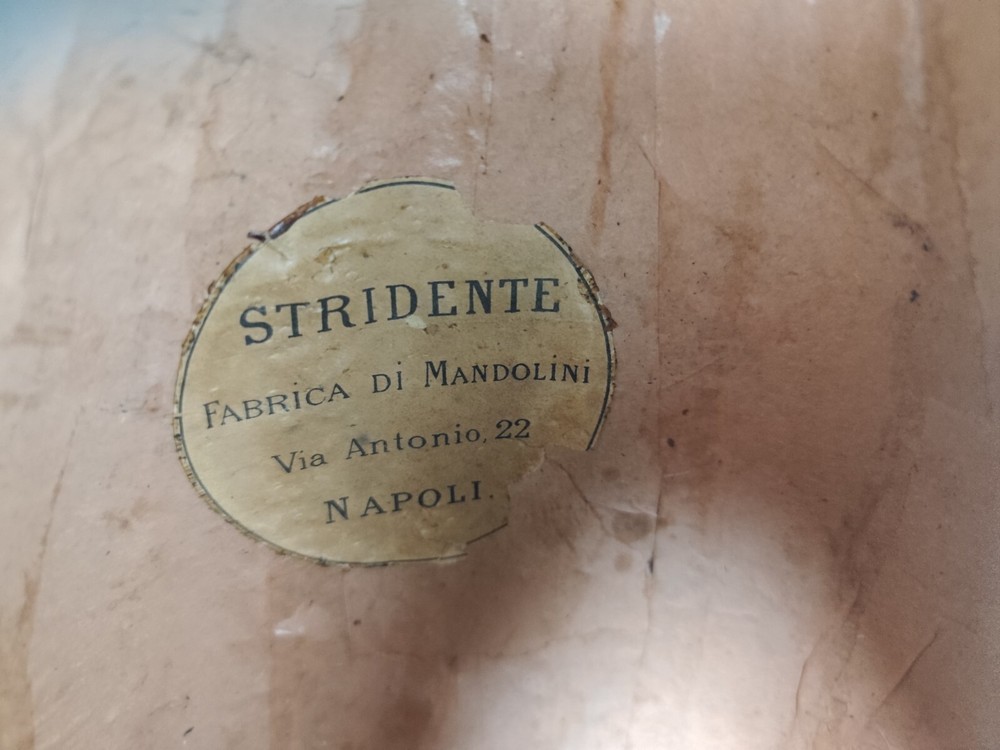 STRIDENTE
FABRICA Di MANDOLiNi
Via Antonio, 22
NAPOLI.